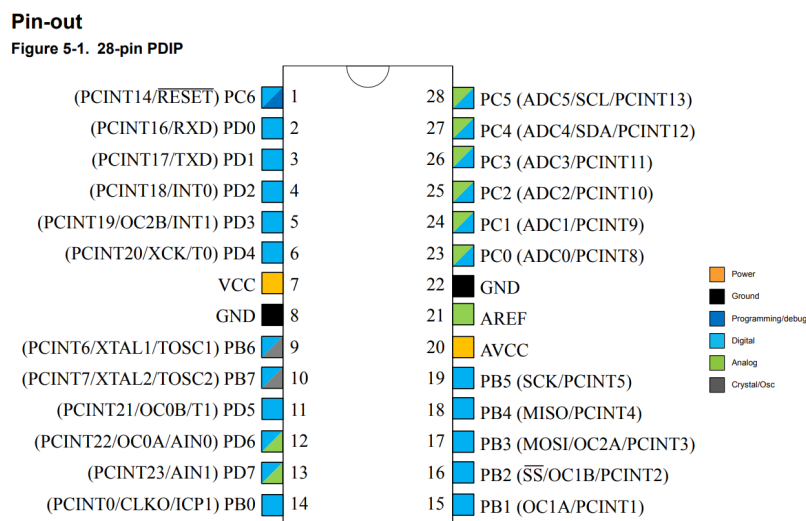 Pin-out
Figure 5-1. 28-pin PDIP
(PCINT14/RESET) PC6 1
(PCINT16/RXD) PD0 2
(PCINT17/TXD) PD1 3
(PCINT18/INT0) PD2 4
(PCINT19/OC2B/INT1) PD3 5
(PCINT20/XCK/T0) PD4 6
VCC 7
GND 8
(PCINT6/XTAL1/TOSC1) PB6 9
(PCINT7/XTAL2/TOSC2) PB7 10
(PCINT21/OC0B/T1) PD5 11
(PCINT22/OC0A/AIN0) PD6 12
(PCINT23/AIN1) PD7 13
(PCINT0/CLKO/ICP1) PB0 14
28 PC5 (ADC5/SCL/PCINT13)
27 PC4 (ADC4/SDA/PCINT12)
26 PC3 (ADC3/PCINT11)
25 PC2 (ADC2/PCINT10)
24 PC1 (ADC1/PCINT9)
23 PC0 (ADC0/PCINT8)
22 GND
21 AREF
20 AVCC
19 PB5 (SCK/PCINT5)
18 PB4 (MISO/PCINT4)
17 PB3 (MOSI/OC2A/PCINT3)
16 PB2 (SS/OC1B/PCINT2)
15 PB1 (OC1A/PCINT1)
Power
Ground
Programming/debug
Digital
Analog
Crystal/Osc